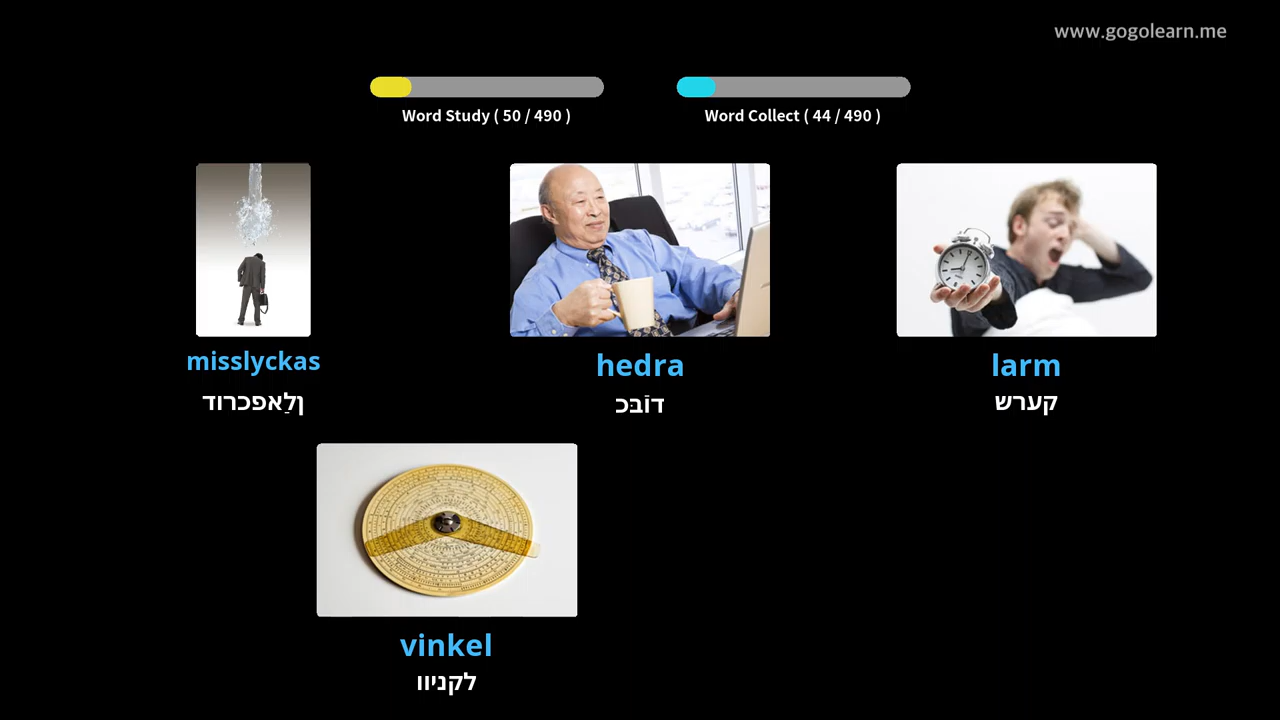 www.gogolearn.me
Word Study ( 50 / 490 )
Word Collect ( 44 / 490 )
misslyckas
ןלַאפכרוד
hedra
דוֹבּכ
larm
קערש
vinkel
לקניוו